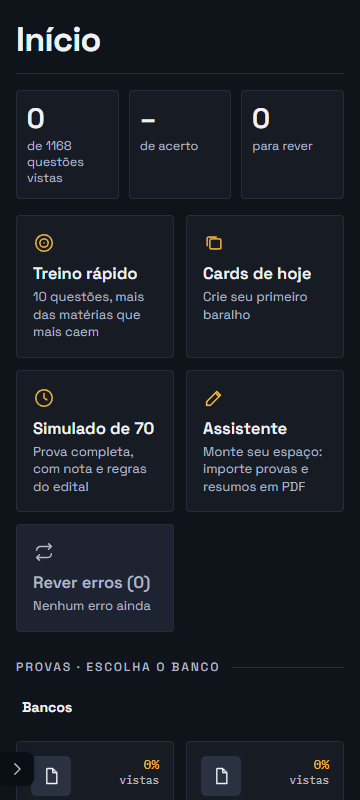 Início
0
de 1168
questões
vistas
–
de acerto
0
para rever
Treino rápido
10 questões, mais
das matérias que
mais caem
Cards de hoje
Crie seu primeiro
baralho
Simulado de 70
Prova completa,
com nota e regras
do edital
Assistente
Monte seu espaço:
importe provas e
resumos em PDF
Rever erros (0)
Nenhum erro ainda
PROVAS · ESCOLHA O BANCO
Bancos
0%
vistas
0%
vistas